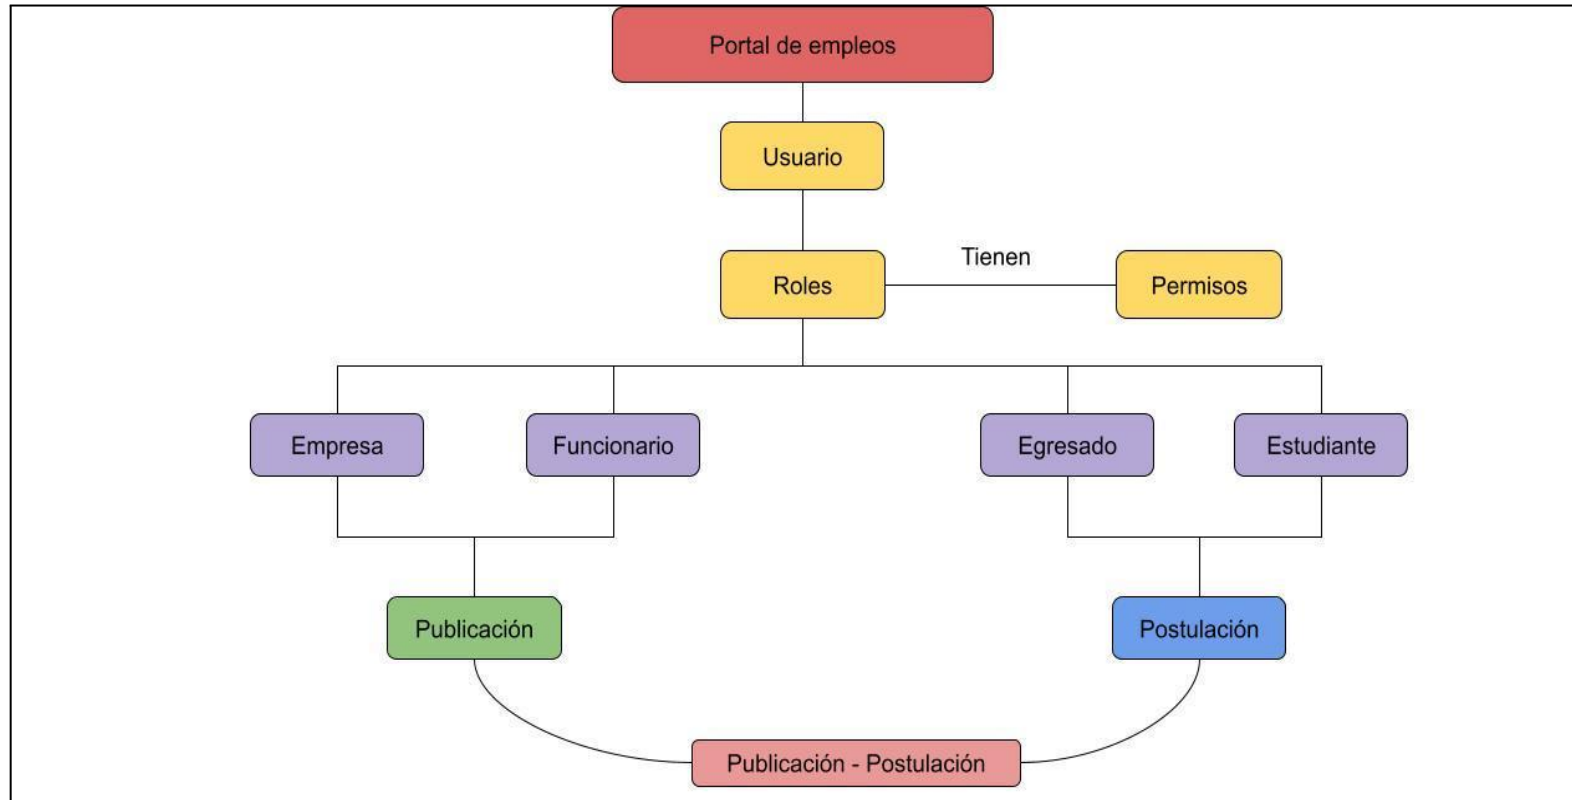 Portal de empleos
Usuario
Tienen
Roles
Permisos
Empresa
Funcionario
Egresado
Estudiante
Publicación
Postulación
Publicación - Postulación